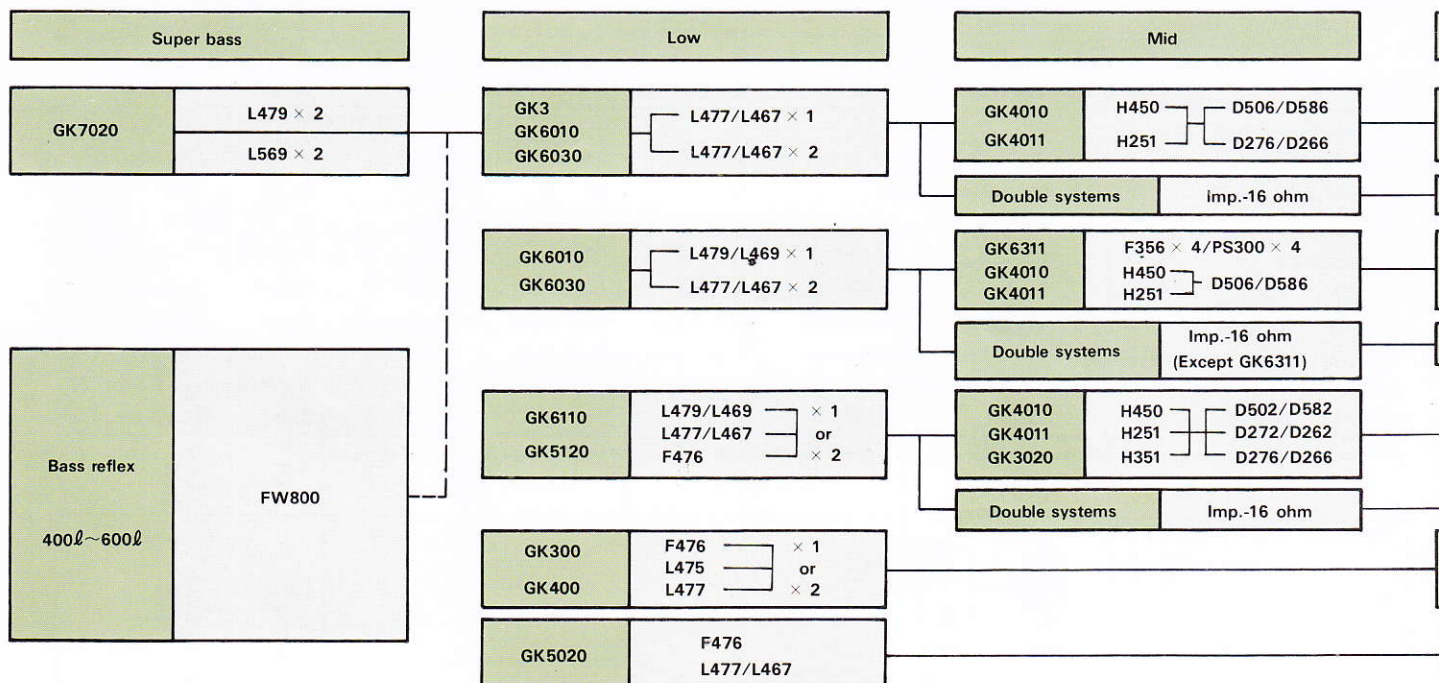 Super bass
Low
Mid
GK7020
L479 × 2
L569 × 2
Bass reflex
400ℓ~600ℓ
FW800
GK3
GK6010
GK6030
L477/L467 × 1
L477/L467 × 2
GK6010
GK6030
L479/L469 × 1
L477/L467 × 2
GK6110
GK5120
L479/L469
L477/L467
F476
× 1
or
× 2
GK300
GK400
F476
L475
L477
× 1
or
× 2
GK5020
F476
L477/L467
GK4010
GK4011
H450
H251
D506/D586
D276/D266
Double systems
imp.-16 ohm
GK6311
GK4010
GK4011
F356 × 4/PS300 × 4
H450
H251
D506/D586
Double systems
Imp.-16 ohm
(Except GK6311)
GK4010
GK4011
GK3020
H450
H251
H351
D502/D582
D272/D262
D276/D266
Double systems
Imp.-16 ohm